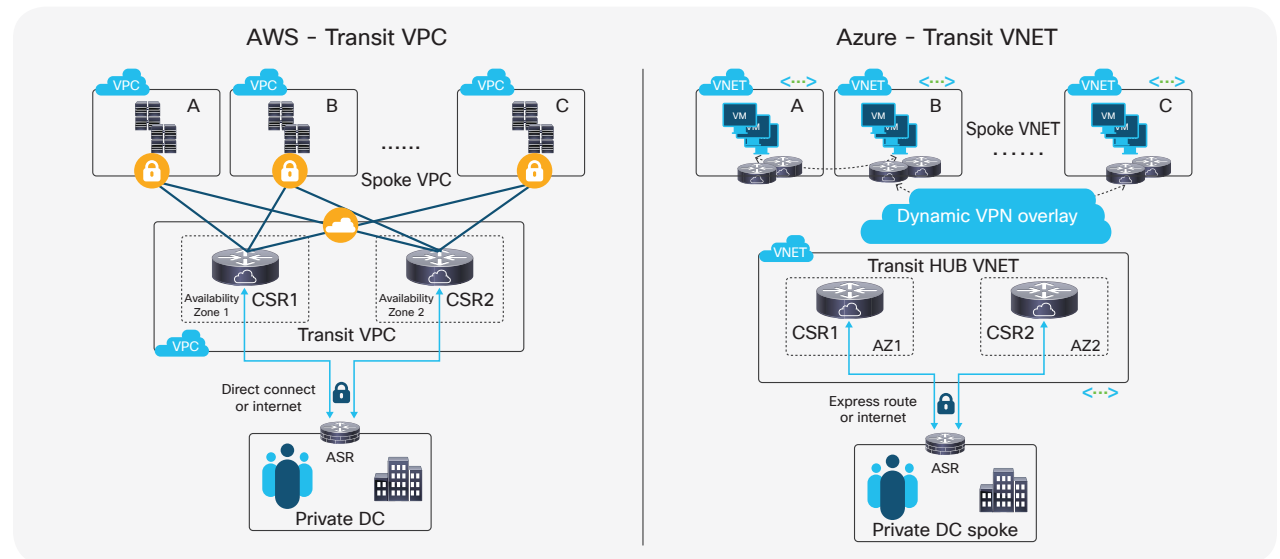 AWS - Transit VPC
VPC
A
VPC
B
VPC
C
......
Spoke VPC
Availability
Zone 1
CSR1
Availability
Zone 2
CSR2
Transit VPC
VPC
Direct connect
or internet
ASR
Private DC
Azure - Transit VNET
VNET
<···>
A
VM
VNET
<···>
B
VM
VNET
<···>
C
VM
Spoke VNET
......
Dynamic VPN overlay
VNET
Transit HUB VNET
CSR1
AZ1
CSR2
AZ2
<···>
Express route
or internet
ASR
Private DC spoke